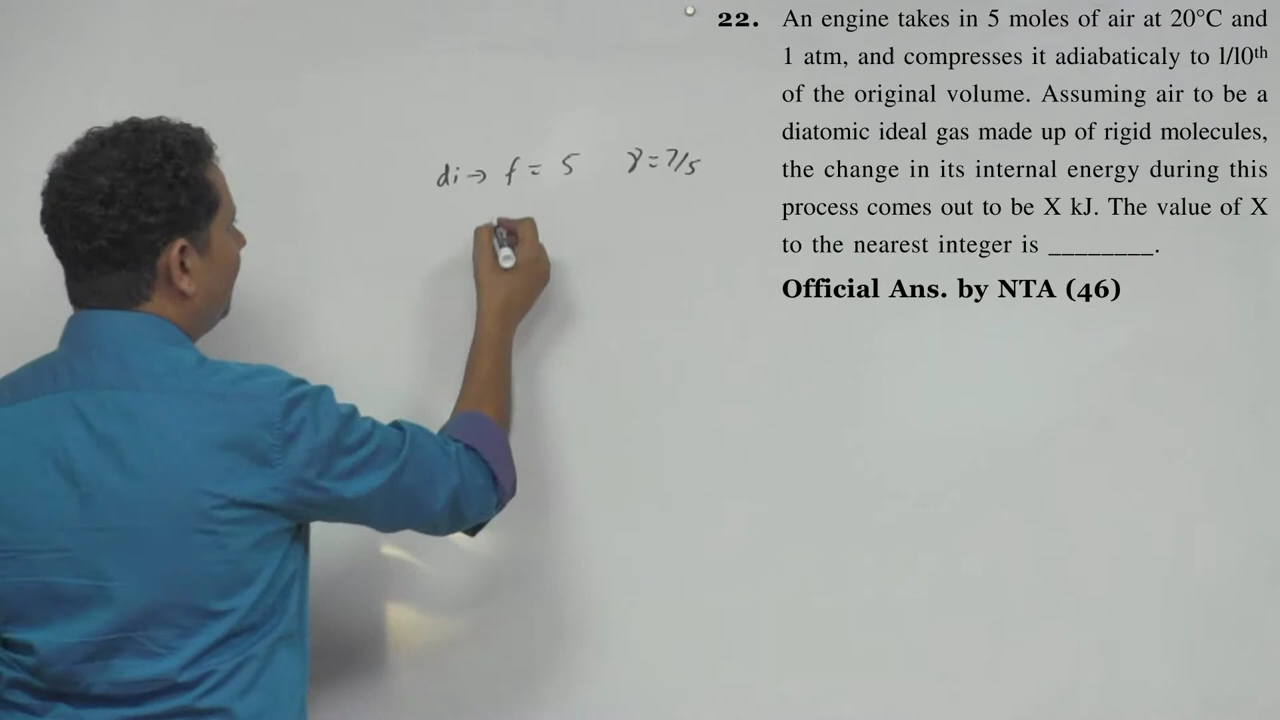 22. An engine takes in 5 moles of air at 20°C and
1 atm, and compresses it adiabaticaly to 1/10th
of the original volume. Assuming air to be a
diatomic ideal gas made up of rigid molecules,
the change in its internal energy during this
process comes out to be X kJ. The value of X
to the nearest integer is ________.
Official Ans. by NTA (46)
di→ f = 5 γ=7/5